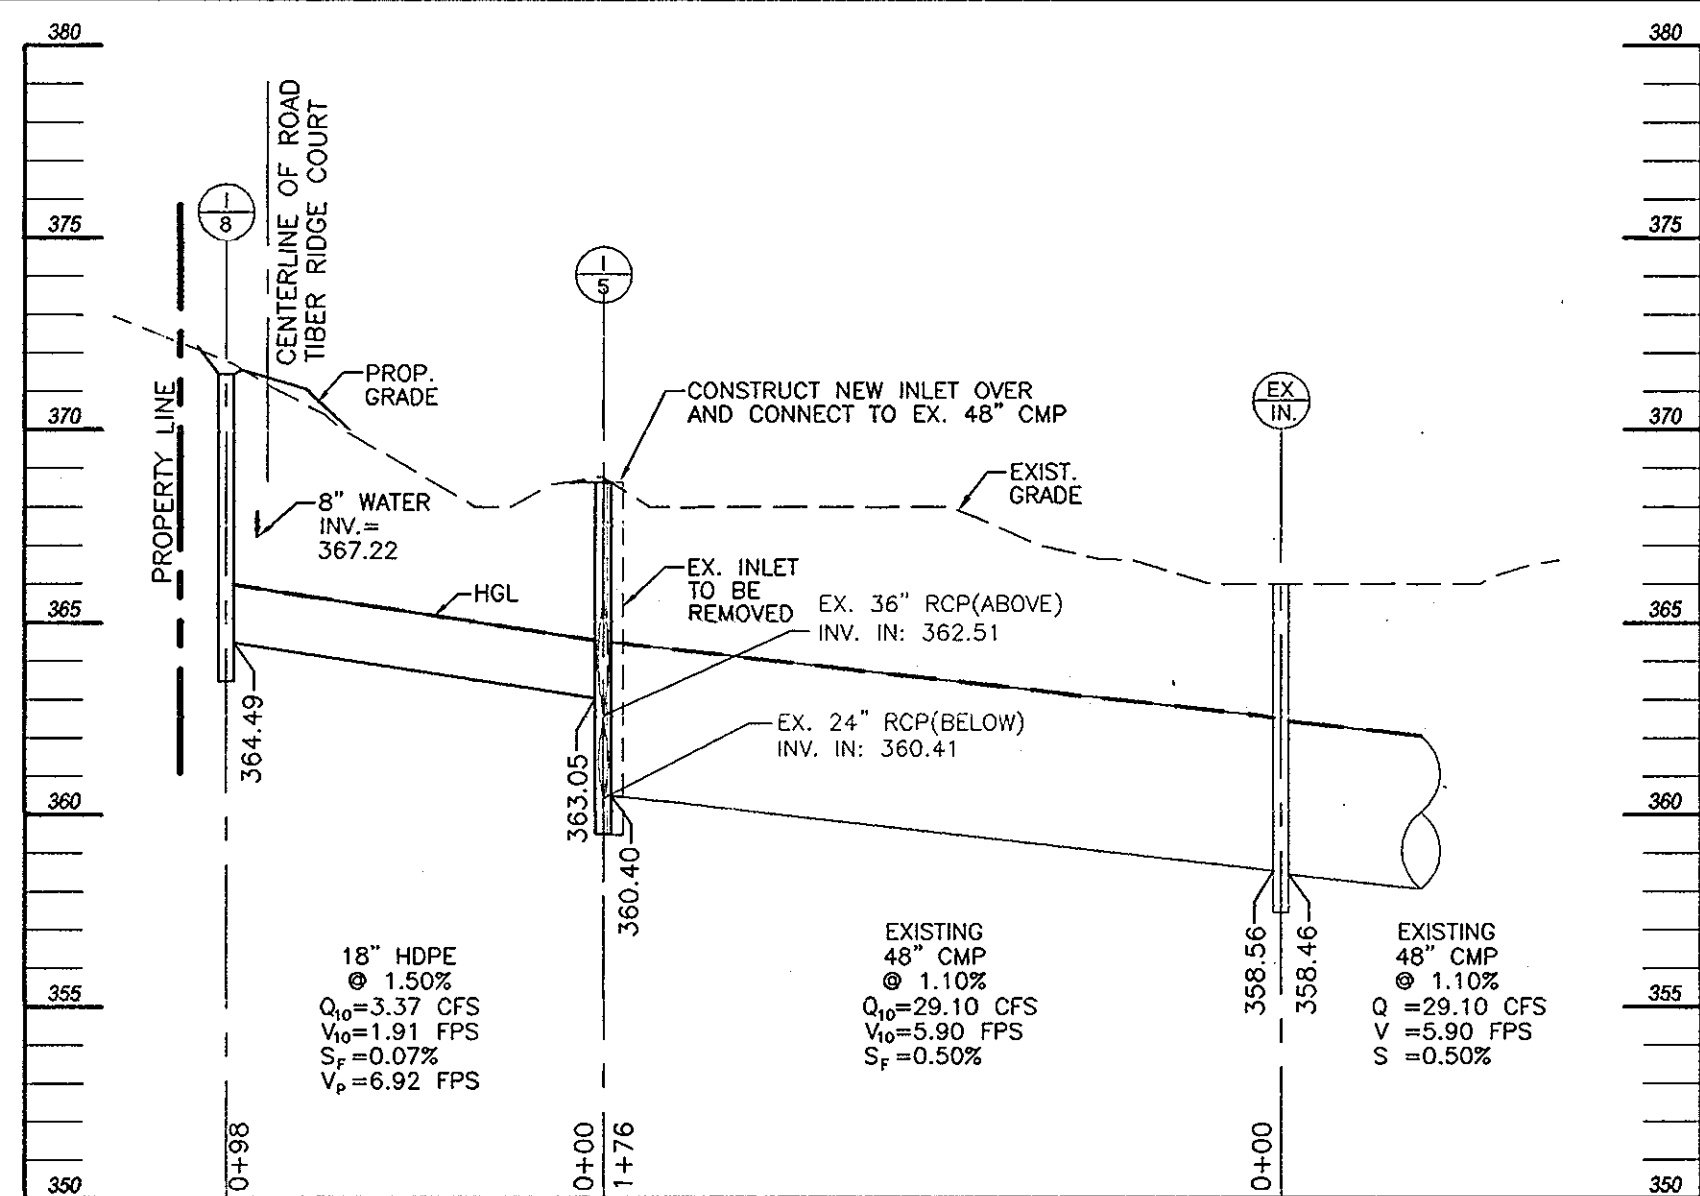 380
375
370
365
360
355
350
380
375
370
365
360
355
350
I
8
CENTERLINE OF ROAD
TIBER RIDGE COURT
PROPERTY LINE
PROP.
GRADE
8" WATER
INV.=
367.22
HGL
364.49
I
5
CONSTRUCT NEW INLET OVER
AND CONNECT TO EX. 48" CMP
EX. INLET
TO BE
REMOVED
EX. 36" RCP(ABOVE)
INV. IN: 362.51
EX. 24" RCP(BELOW)
INV. IN: 360.41
363.05
360.40
EXIST.
GRADE
EX
IN.
358.56
358.46
18" HDPE
@ 1.50%
Q10=3.37 CFS
V10=1.91 FPS
SF=0.07%
VP=6.92 FPS
EXISTING
48" CMP
@ 1.10%
Q10=29.10 CFS
V10=5.90 FPS
SF=0.50%
EXISTING
48" CMP
@ 1.10%
Q =29.10 CFS
V =5.90 FPS
S =0.50%
0+98
0+00
1+76
0+00